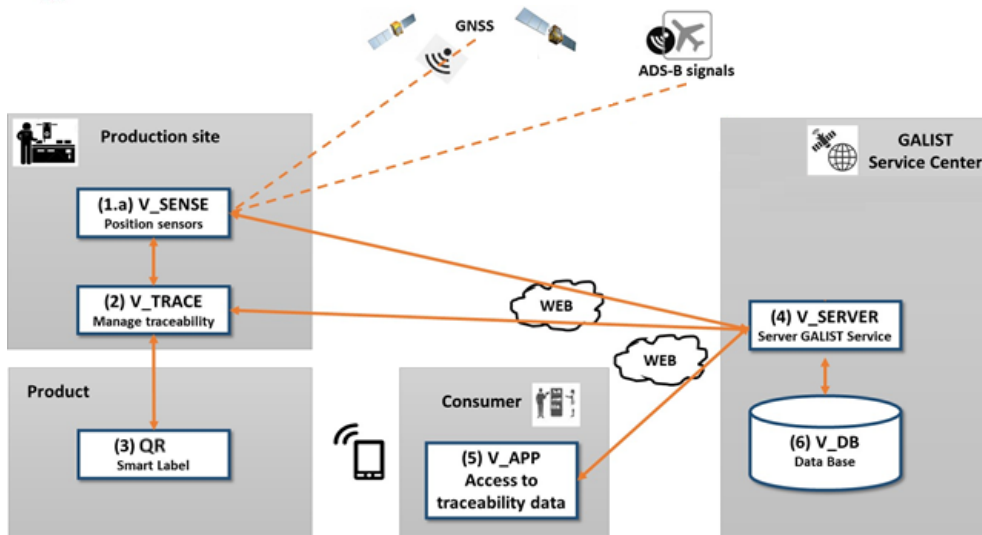 GNSS
ADS-B signals
Production site
GALIST
Service Center
(1.a) V_SENSE
Position sensors
(2) V_TRACE
Manage traceability
WEB
(4) V_SERVER
Server GALIST Service
WEB
Product
Consumer
(3) QR
Smart Label
(5) V_APP
Access to
traceability data
(6) V_DB
Data Base